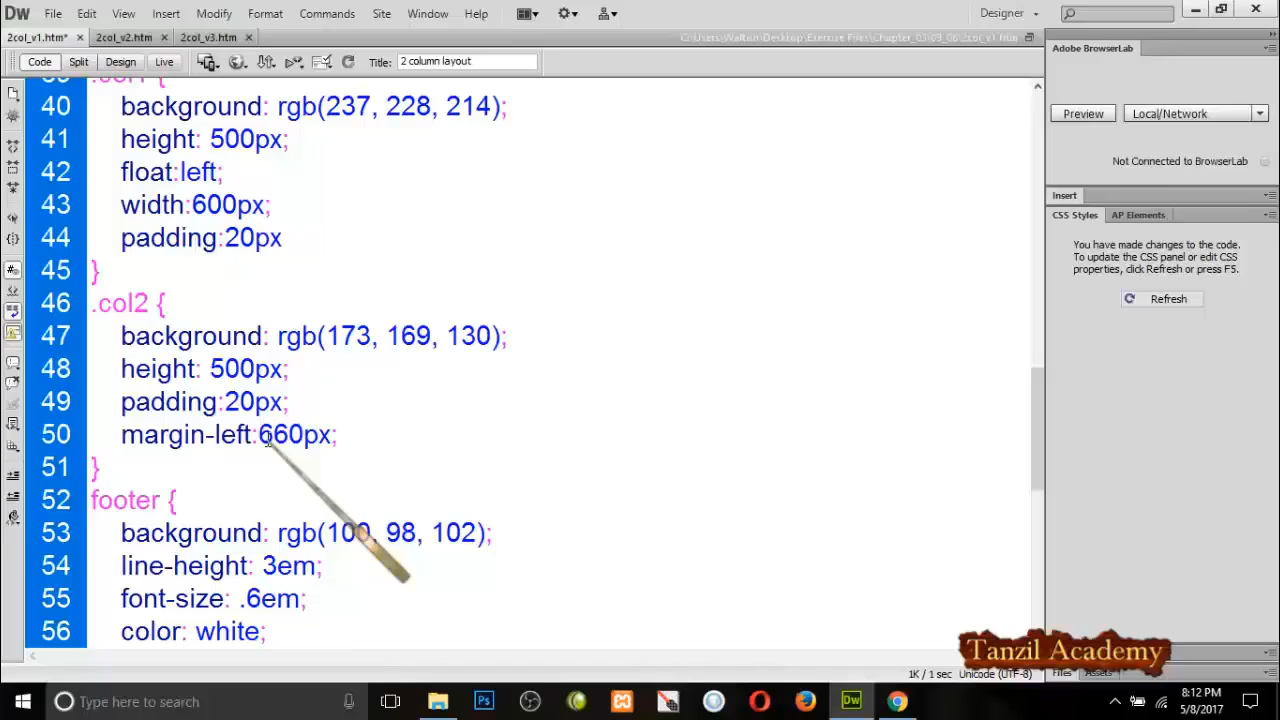 Dw File Edit View Insert Modify Format Commands Site Window Help Designer
2col_v1.htm* × 2col_v2.htm × 2col_v3.htm ×
Code Split Design Live Title: 2 column layout
Adobe BrowserLab
Preview Local/Network
Not Connected to BrowserLab
Insert
CSS Styles AP Elements
You have made changes to the code.
To update the CSS panel or edit CSS
properties, click Refresh or press F5.
Refresh
40 background: rgb(237, 228, 214);
41 height: 500px;
42 float:left;
43 width:600px;
44 padding:20px
45 }
46 .col2 {
47 background: rgb(173, 169, 130);
48 height: 500px;
49 padding:20px;
50 margin-left:660px;
51 }
52 footer {
53 background: rgb(100, 98, 102);
54 line-height: 3em;
55 font-size: .6em;
56 color: white;
Tanzil Academy
1K / 1 sec Unicode (UTF-8)
Files Assets
Type here to search
Ps
Dw
8:12 PM
5/8/2017